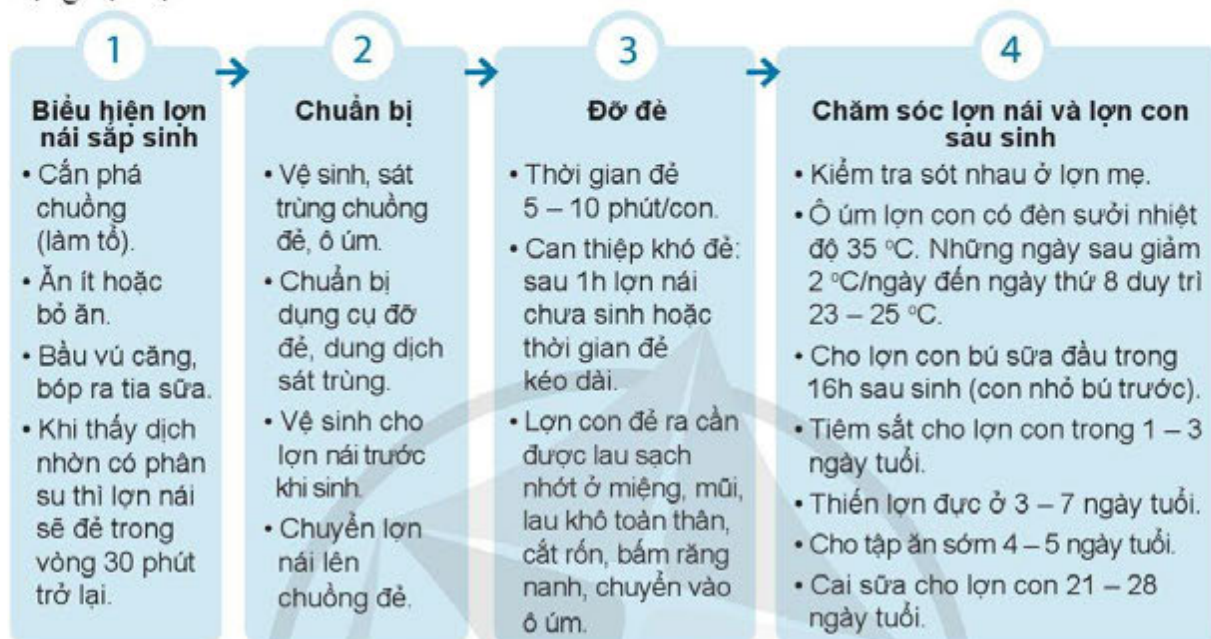 1
Biểu hiện lợn
nái sắp sinh
• Cắn phá
chuồng
(làm tổ).
• Ăn ít hoặc
bỏ ăn.
• Bầu vú căng,
bóp ra tia sữa.
• Khi thấy dịch
nhờn có phân
su thì lợn nái
sẽ đẻ trong
vòng 30 phút
trở lại.
2
Chuẩn bị
• Vệ sinh, sát
trùng chuồng
đẻ, ô úm.
• Chuẩn bị
dụng cụ đỡ
đẻ, dung dịch
sát trùng.
• Vệ sinh cho
lợn nái trước
khi sinh.
• Chuyển lợn
nái lên
chuồng đẻ.
3
Đỡ đẻ
• Thời gian đẻ
5 – 10 phút/con.
• Can thiệp khó đẻ:
sau 1h lợn nái
chưa sinh hoặc
thời gian đẻ
kéo dài.
• Lợn con đẻ ra cần
được lau sạch
nhớt ở miệng, mũi,
lau khô toàn thân,
cắt rốn, bấm răng
nanh, chuyển vào
ô úm.
4
Chăm sóc lợn nái và lợn con
sau sinh
• Kiểm tra sót nhau ở lợn mẹ.
• Ô úm lợn con có đèn sưởi nhiệt
độ 35 °C. Những ngày sau giảm
2 °C/ngày đến ngày thứ 8 duy trì
23 – 25 °C.
• Cho lợn con bú sữa đầu trong
16h sau sinh (con nhỏ bú trước).
• Tiêm sắt cho lợn con trong 1 – 3
ngày tuổi.
• Thiến lợn đực ở 3 – 7 ngày tuổi.
• Cho tập ăn sớm 4 – 5 ngày tuổi.
• Cai sữa cho lợn con 21 – 28
ngày tuổi.